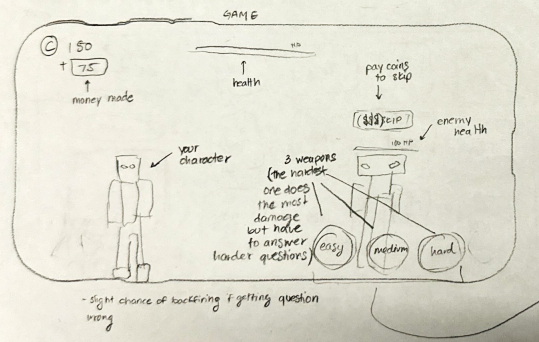 GAME
© 150
+ 75
money made
HP
health
pay coins
to skip
($$$) SKIP?
100 HP
enemy
health
your
character
3 weapons
(the hardest
one does
the most
damage
but have
to answer
harder questions)
easy
medium
hard
- slight chance of backfiring if getting question
wrong